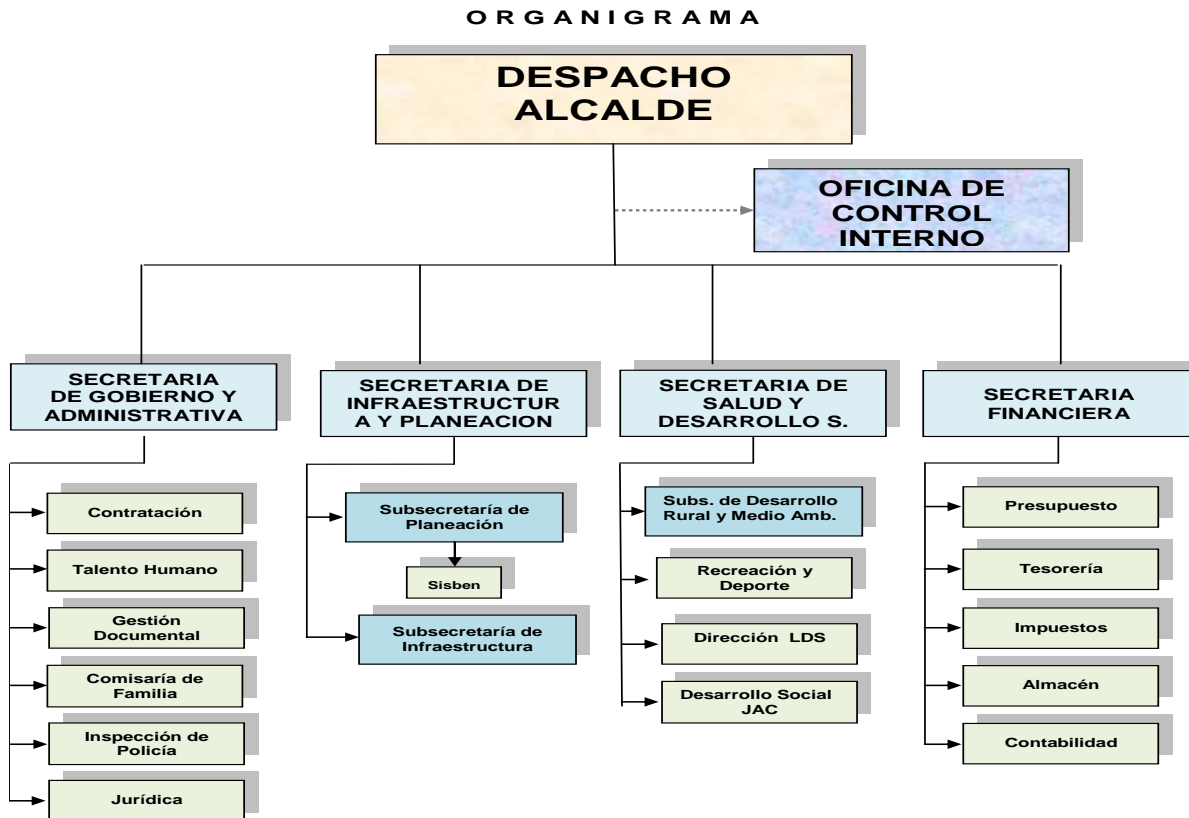 ORGANIGRAMA
DESPACHO
ALCALDE
OFICINA DE
CONTROL
INTERNO
SECRETARIA
DE GOBIERNO Y
ADMINISTRATIVA
Contratación
Talento Humano
Gestión
Documental
Comisaría de
Familia
Inspección de
Policía
Jurídica
SECRETARIA DE
INFRAESTRUCTUR
A Y PLANEACION
Subsecretaría de
Planeación
Sisben
Subsecretaría de
Infraestructura
SECRETARIA DE
SALUD Y
DESARROLLO S.
Subs. de Desarrollo
Rural y Medio Amb.
Recreación y
Deporte
Dirección LDS
Desarrollo Social
JAC
SECRETARIA
FINANCIERA
Presupuesto
Tesorería
Impuestos
Almacén
Contabilidad